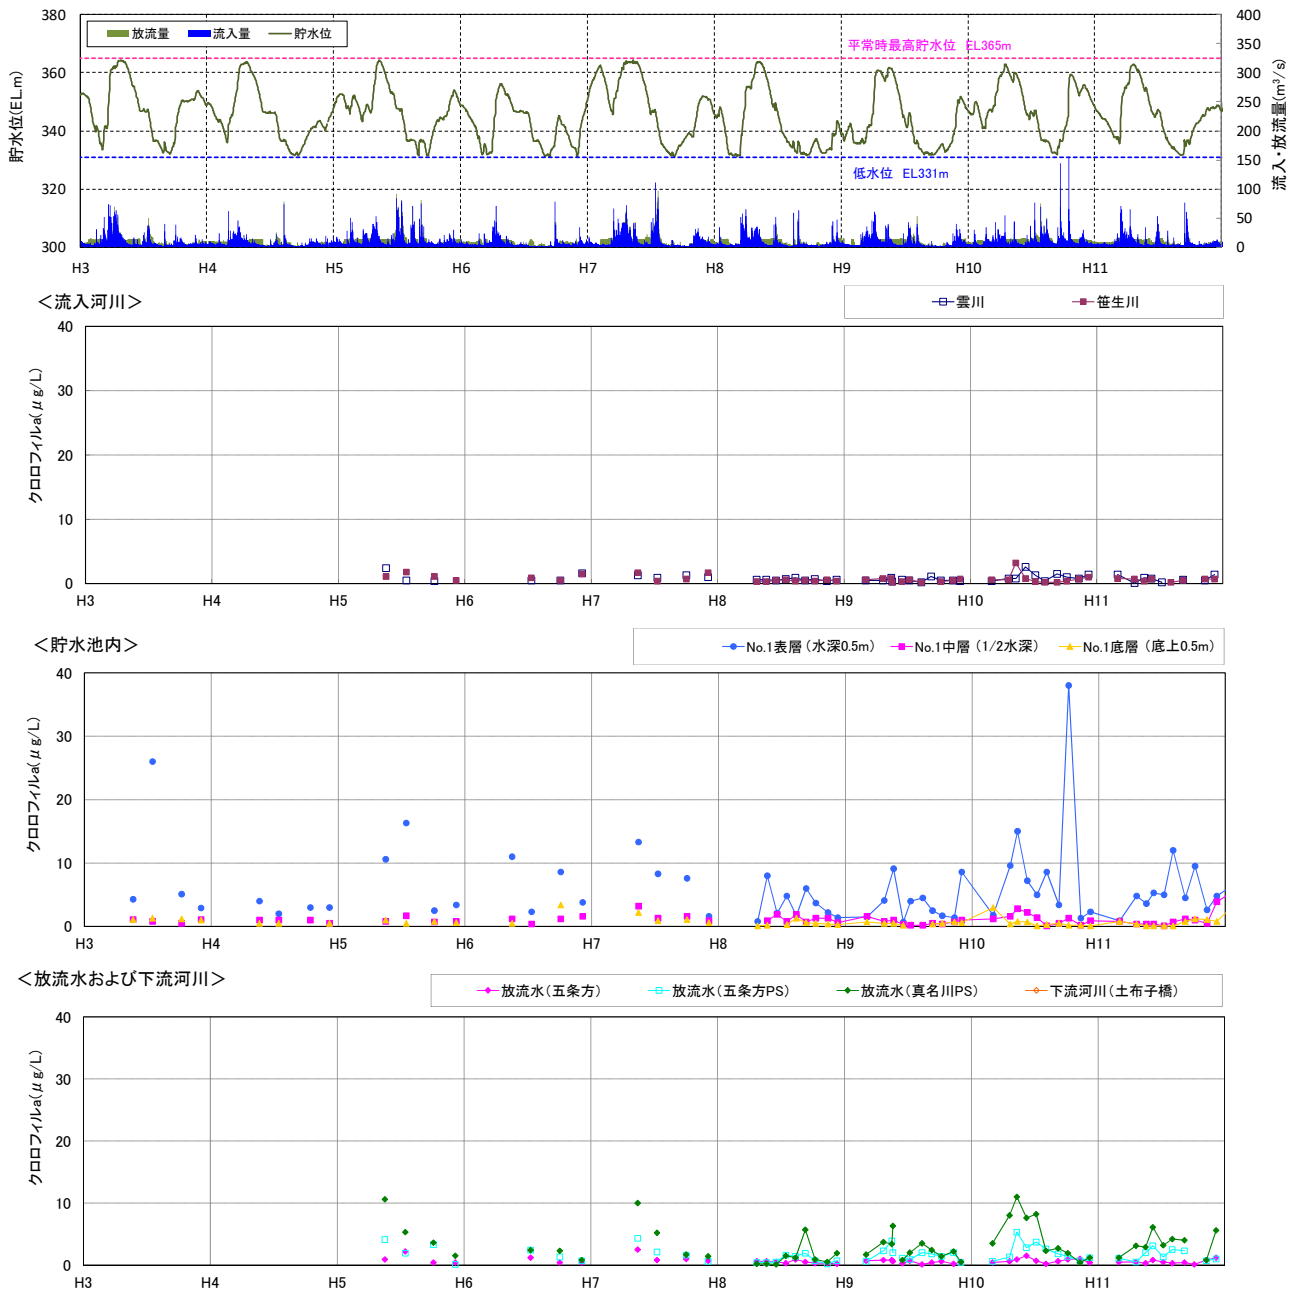 380
360
340
320
300
貯水位(EL.m)
放流量 流入量 貯水位
平常時最高貯水位 EL365m
低水位 EL331m
400
350
300
250
200
150
100
50
0
流入・放流量(m³/s)
H3 H4 H5 H6 H7 H8 H9 H10 H11
＜流入河川＞
雲川 笹生川
40
30
20
10
0
クロロフィルa(μg/L)
H3 H4 H5 H6 H7 H8 H9 H10 H11
＜貯水池内＞
No.1表層（水深0.5m） No.1中層（1/2水深） No.1底層（底上0.5m）
40
30
20
10
0
クロロフィルa(μg/L)
H3 H4 H5 H6 H7 H8 H9 H10 H11
＜放流水および下流河川＞
放流水（五条方） 放流水（五条方PS） 放流水（真名川PS） 下流河川（土布子橋）
40
30
20
10
0
クロロフィルa(μg/L)
H3 H4 H5 H6 H7 H8 H9 H10 H11